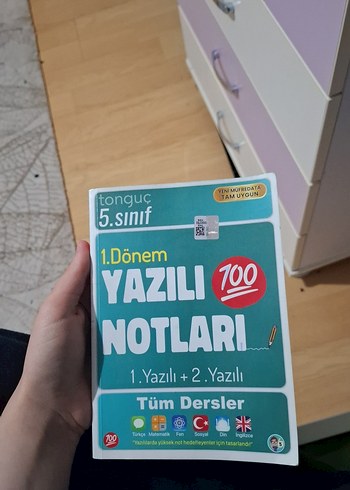 tonguç
5.sınıf
YENİ MÜFREDATA
TAM UYGUN
1.Dönem
YAZILI 100
NOTLARI
1.Yazılı + 2.Yazılı
Tüm Dersler
Türkçe Matematik Fen Sosyal Din İngilizce
100
"Yazılılarda yüksek not hedefleyenler için tasarlandı!"